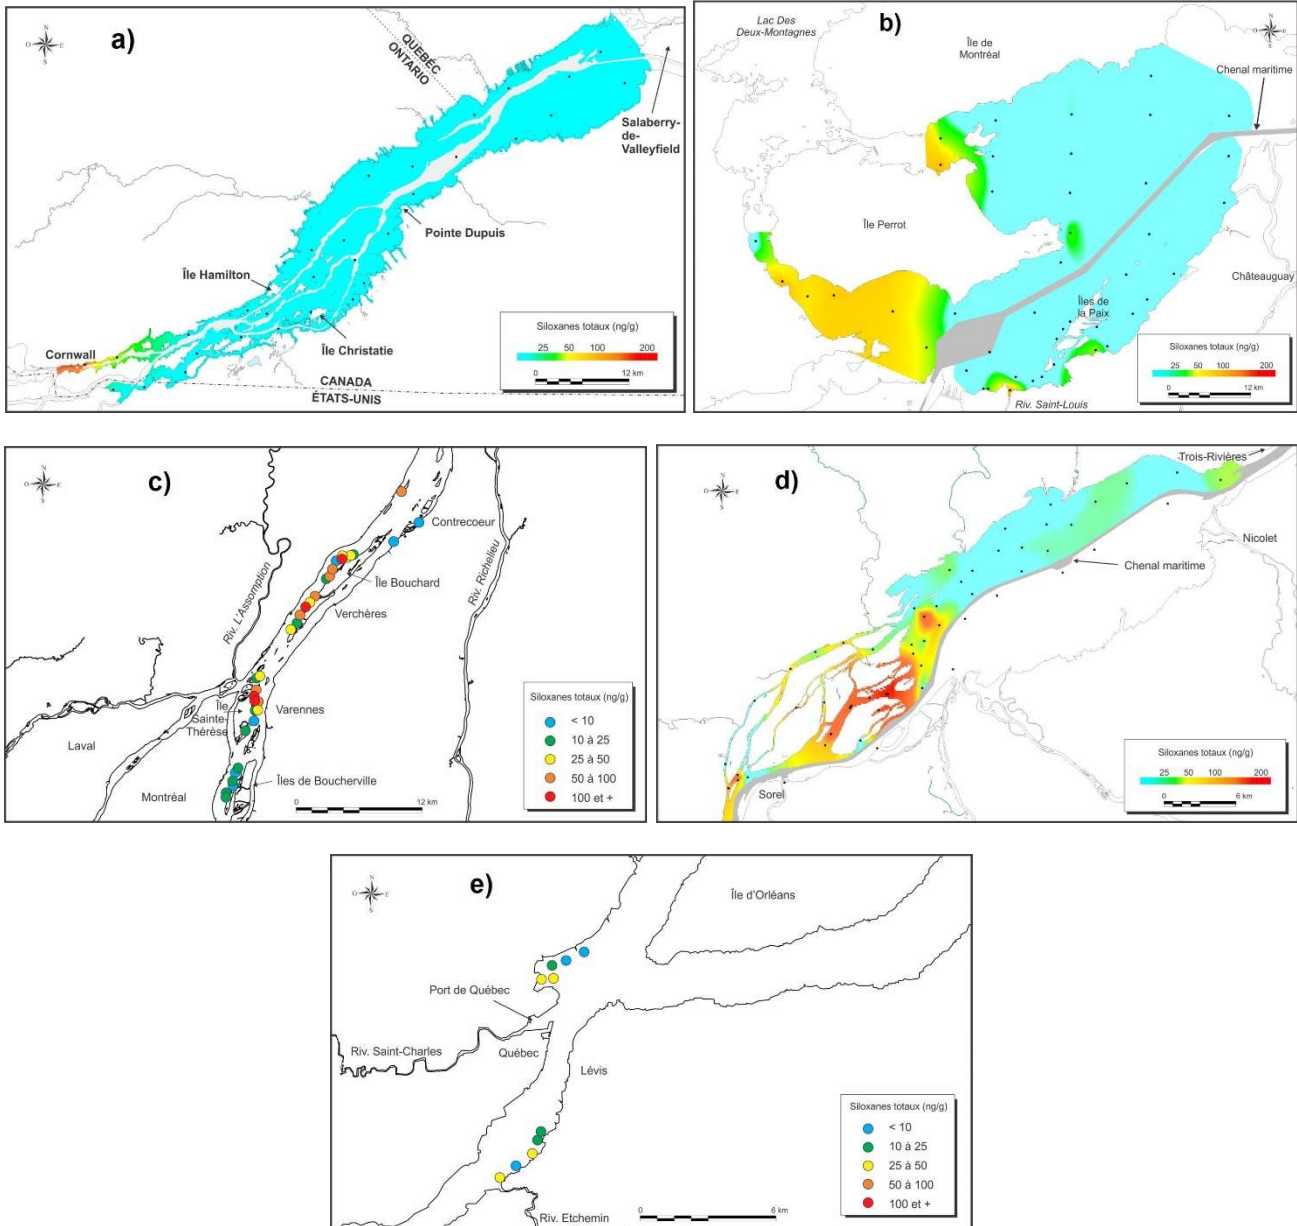 a)
N
O E
S
QUÉBEC
ONTARIO
Salaberry-
de-
Valleyfield
Pointe Dupuis
Île Hamilton
Île Christatie
Cornwall
CANADA
ÉTATS-UNIS
Siloxanes totaux (ng/g)
25 50 100 200
0 12 km
b)
N
O E
S
Lac Des
Deux-Montagnes
Île de
Montréal
Chenal maritime
Île Perrot
Châteauguay
Îles de
la Paix
Riv. Saint-Louis
Siloxanes totaux (ng/g)
25 50 100 200
0 12 km
c)
N
O E
S
Contrecoeur
Riv. L'Assomption
Île Bouchard
Riv. Richelieu
Verchères
Île
Sainte-
Thérèse
Varennes
Laval
Îles de Boucherville
Montréal
0 12 km
Siloxanes totaux (ng/g)
< 10
10 à 25
25 à 50
50 à 100
100 et +
d)
N
O E
S
Trois-Rivières
Nicolet
Chenal maritime
Sorel
Siloxanes totaux (ng/g)
25 50 100 200
0 6 km
e)
N
O E
S
Île d'Orléans
Port de Québec
Riv. Saint-Charles
Québec
Lévis
Riv. Etchemin
0 6 km
Siloxanes totaux (ng/g)
< 10
10 à 25
25 à 50
50 à 100
100 et +